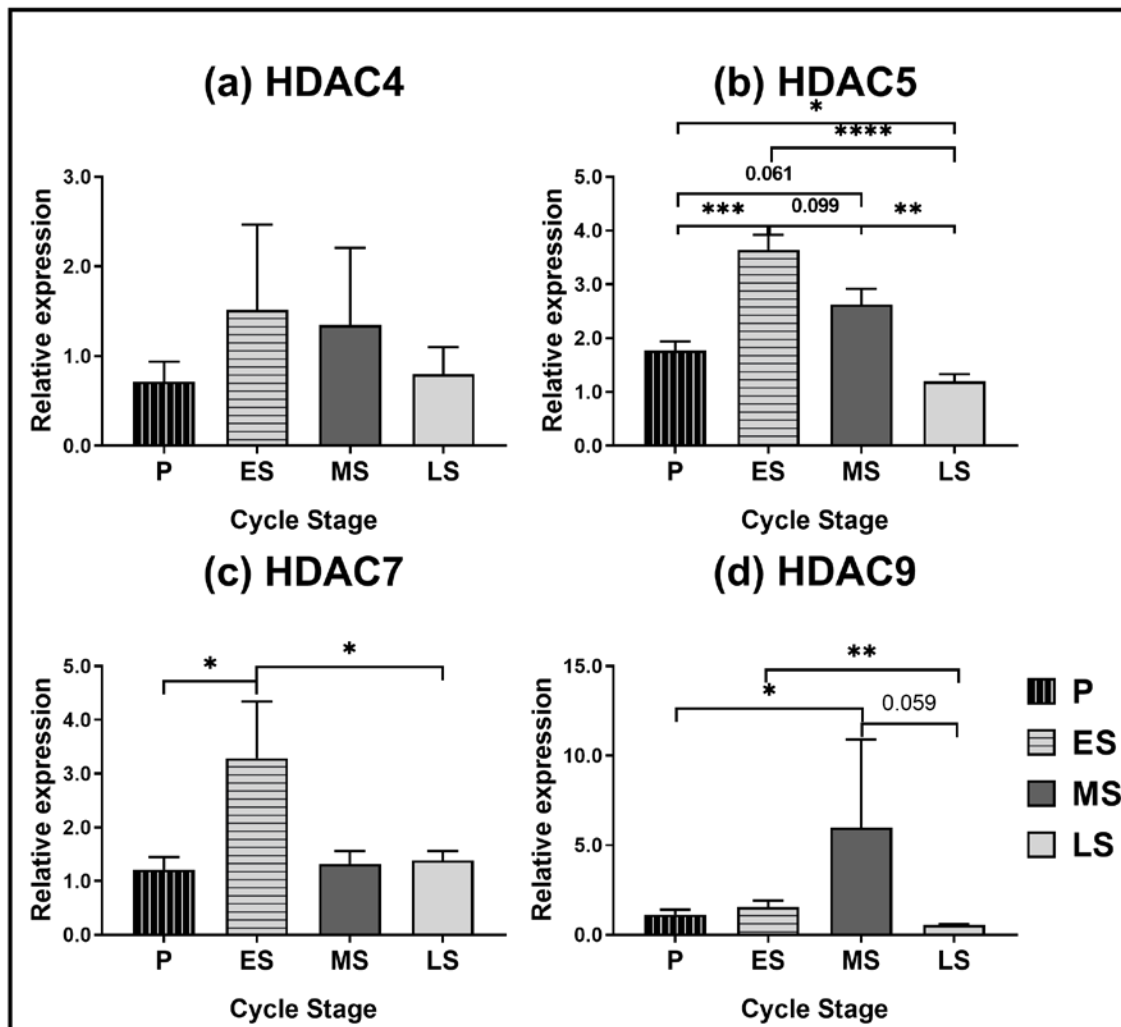 (a) HDAC4
Relative expression
3.0
2.0
1.0
0.0
P ES MS LS
Cycle Stage
(b) HDAC5
*
****
0.061
*** 0.099 **
Relative expression
5.0
4.0
3.0
2.0
1.0
0.0
P ES MS LS
Cycle Stage
(c) HDAC7
* *
Relative expression
5.0
4.0
3.0
2.0
1.0
0.0
P ES MS LS
Cycle Stage
(d) HDAC9
**
* 0.059
Relative expression
15.0
10.0
5.0
0.0
P ES MS LS
Cycle Stage
P
ES
MS
LS